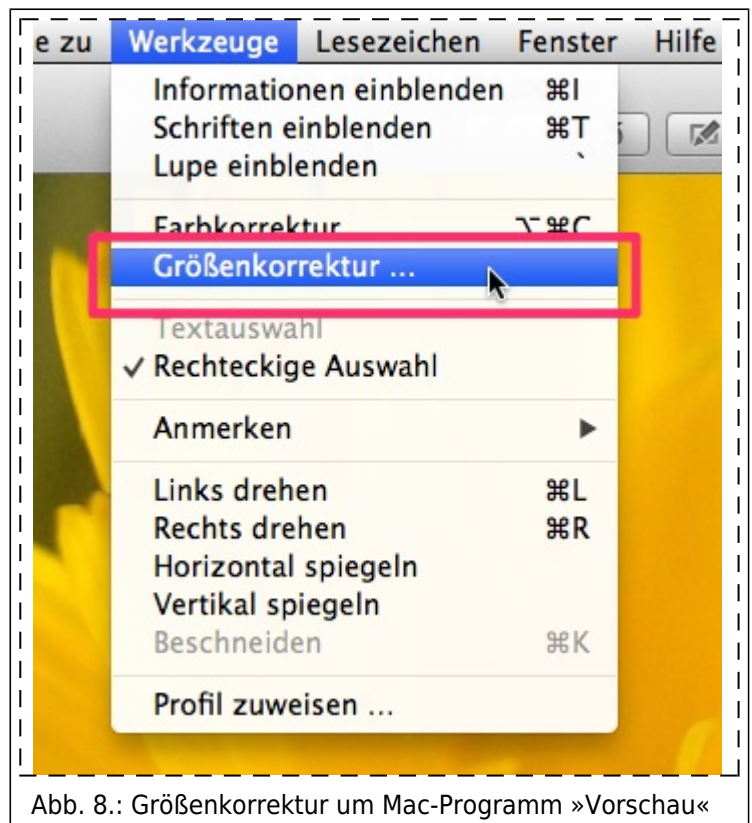 e zu Werkzeuge Lesezeichen Fenster Hilfe
Informationen einblenden ⌘I
Schriften einblenden ⌘T
Lupe einblenden `
Farbkorrektur ⌥⌘C
Größenkorrektur ...
Textauswahl
✓ Rechteckige Auswahl
Anmerken ▶
Links drehen ⌘L
Rechts drehen ⌘R
Horizontal spiegeln
Vertikal spiegeln
Beschneiden ⌘K
Profil zuweisen ...
Abb. 8.: Größenkorrektur um Mac-Programm »Vorschau«